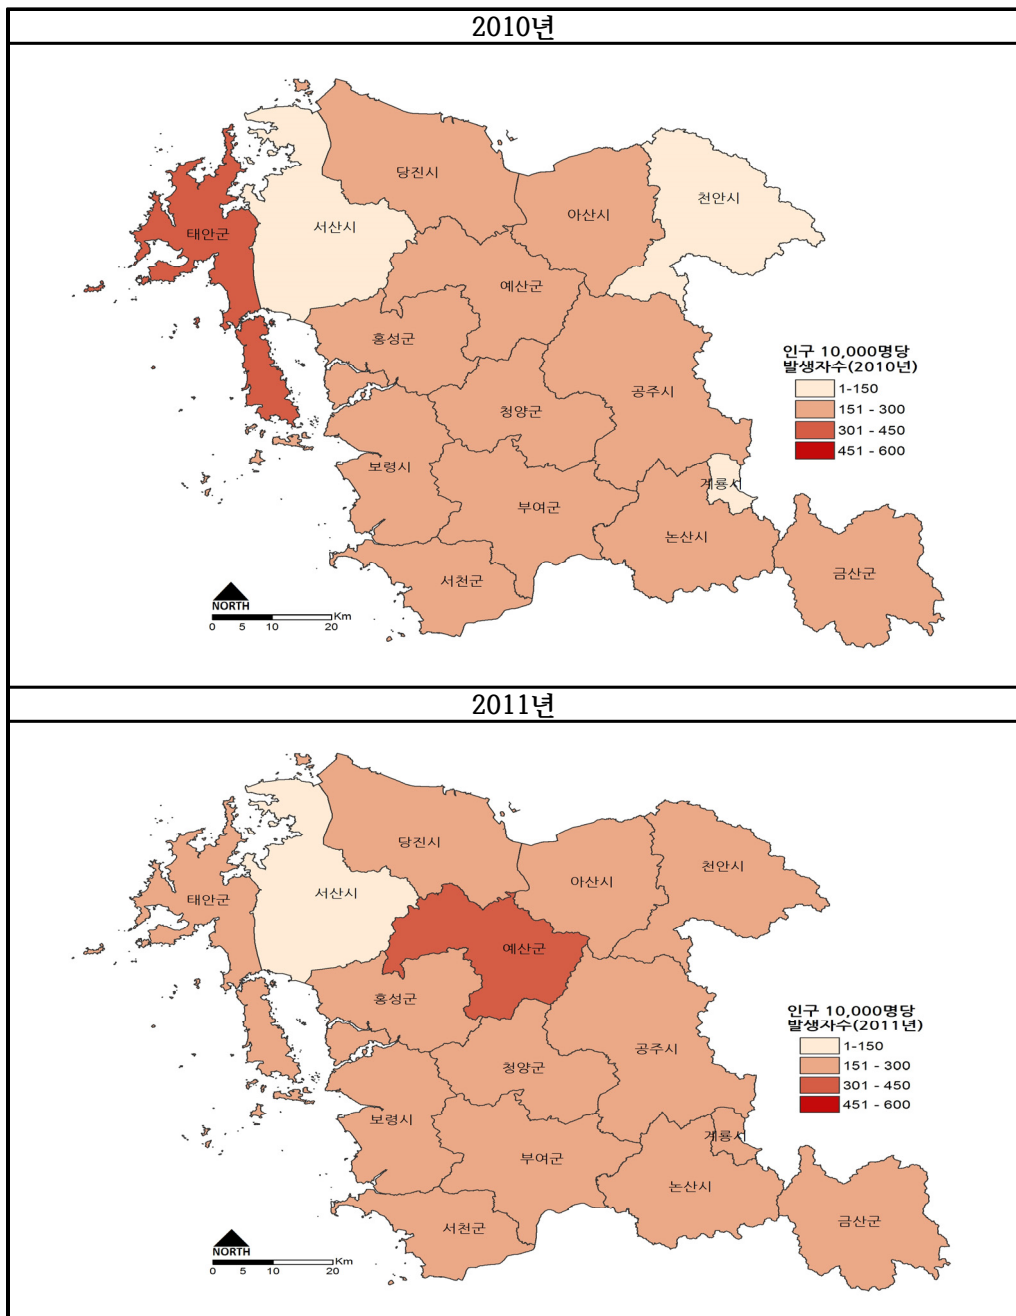 2010년
당진시
천안시
아산시
서산시
태안군
예산군
홍성군
인구 10,000명당
발생자수(2010년)
1-150
151 - 300
301 - 450
451 - 600
공주시
청양군
보령시
계룡시
부여군
논산시
금산군
서천군
NORTH
0 5 10 20 Km
2011년
당진시
천안시
아산시
서산시
태안군
예산군
홍성군
인구 10,000명당
발생자수(2011년)
1-150
151 - 300
301 - 450
451 - 600
공주시
청양군
보령시
계룡시
부여군
논산시
금산군
서천군
NORTH
0 5 10 20 Km